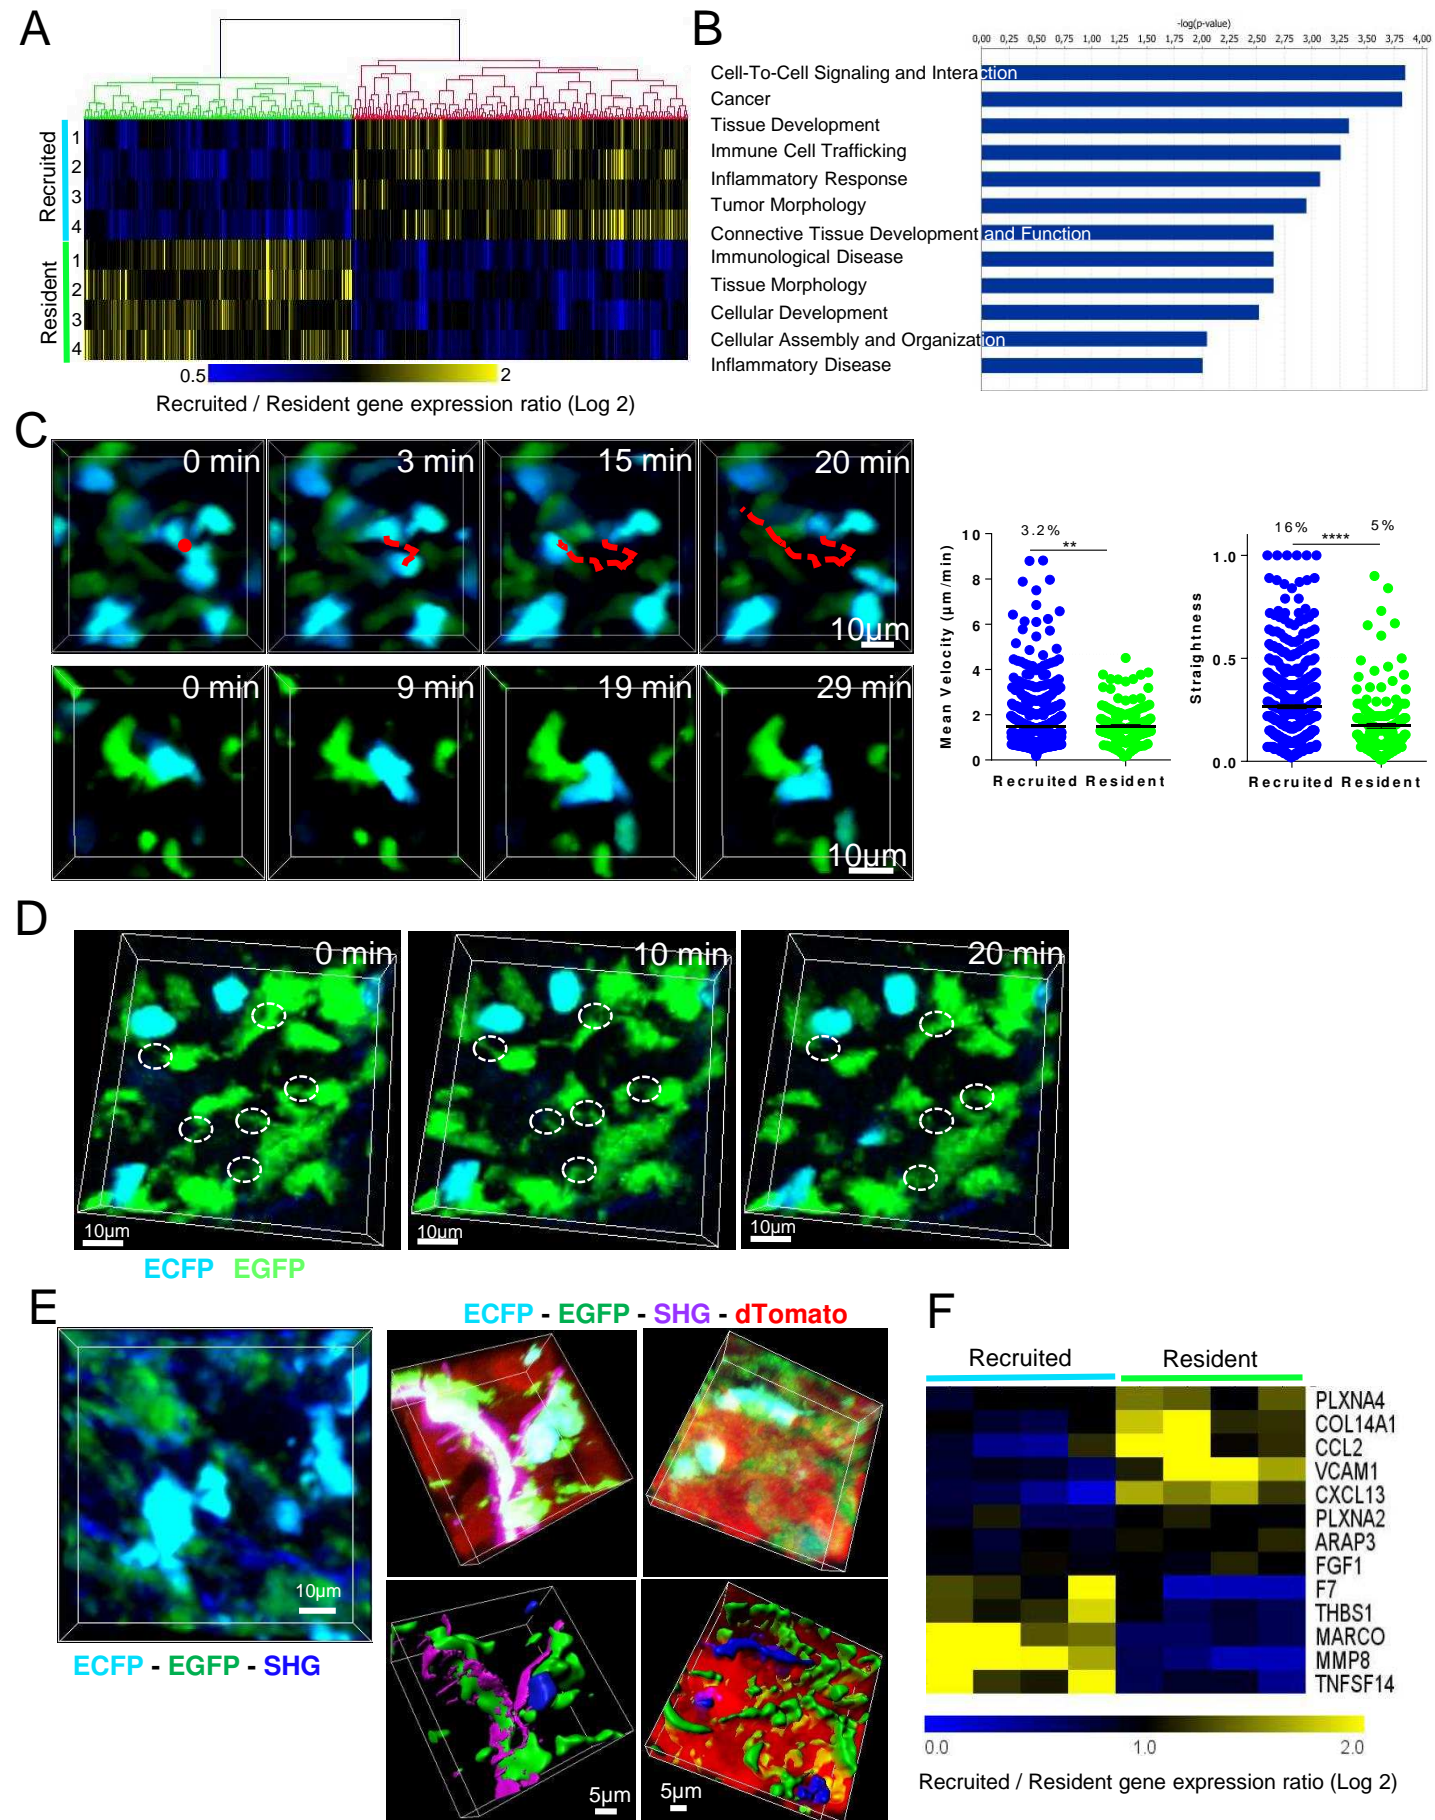 A
Recruited
1
2
3
4
Resident
1
2
3
4
0.5
2
Recruited / Resident gene expression ratio (Log 2)
B
-log(p-value)
0,00 0,25 0,50 0,75 1,00 1,25 1,50 1,75 2,00 2,25 2,50 2,75 3,00 3,25 3,50 3,75 4,00
Cell-To-Cell Signaling and Interaction
Cancer
Tissue Development
Immune Cell Trafficking
Inflammatory Response
Tumor Morphology
Connective Tissue Development and Function
Immunological Disease
Tissue Morphology
Cellular Development
Cellular Assembly and Organization
Inflammatory Disease
C
0 min
3 min
15 min
20 min
10µm
0 min
9 min
19 min
29 min
10µm
Mean Velocity (µm/min)
10
8
6
4
2
0
3.2%
**
Recruited Resident
Straightness
1.0
0.5
0.0
16%
5%
****
Recruited Resident
D
0 min
10 min
20 min
10µm
10µm
10µm
ECFP EGFP
E
10µm
ECFP - EGFP - SHG
ECFP - EGFP - SHG - dTomato
5µm
5µm
F
Recruited
Resident
PLXNA4
COL14A1
CCL2
VCAM1
CXCL13
PLXNA2
ARAP3
FGF1
F7
THBS1
MARCO
MMP8
TNFSF14
0.0
1.0
2.0
Recruited / Resident gene expression ratio (Log 2)